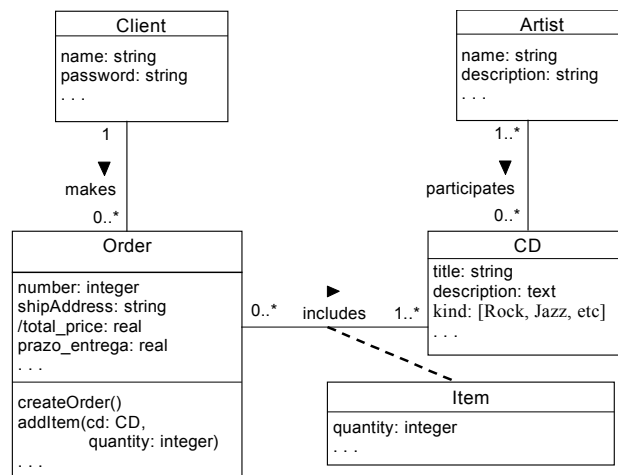 Client
name: string
password: string
. . .
1
makes
0..*
Artist
name: string
description: string
. . .
1..*
participates
0..*
Order
number: integer
shipAddress: string
/total_price: real
prazo_entrega: real
. . .
createOrder()
addItem(cd: CD,
quantity: integer)
. . .
0..*
includes
1..*
CD
title: string
description: text
kind: [Rock, Jazz, etc]
. . .
Item
quantity: integer
. . .